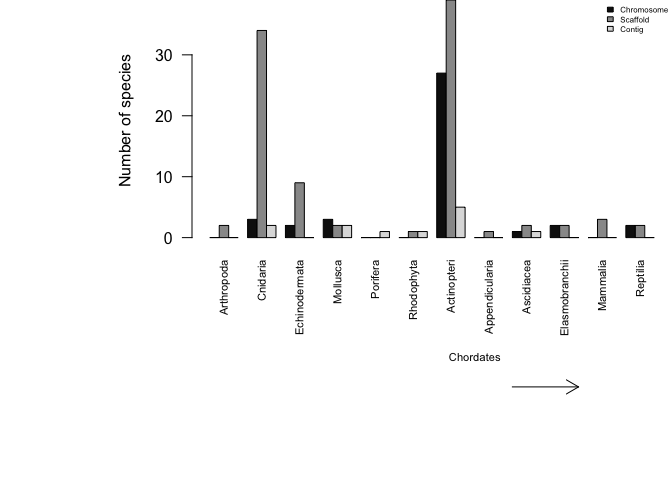 Chromosome
Scaffold
Contig
Number of species
30
20
10
0
Arthropoda
Cnidaria
Echinodermata
Mollusca
Porifera
Rhodophyta
Actinopteri
Appendicularia
Ascidiacea
Elasmobranchii
Mammalia
Reptilia
Chordates